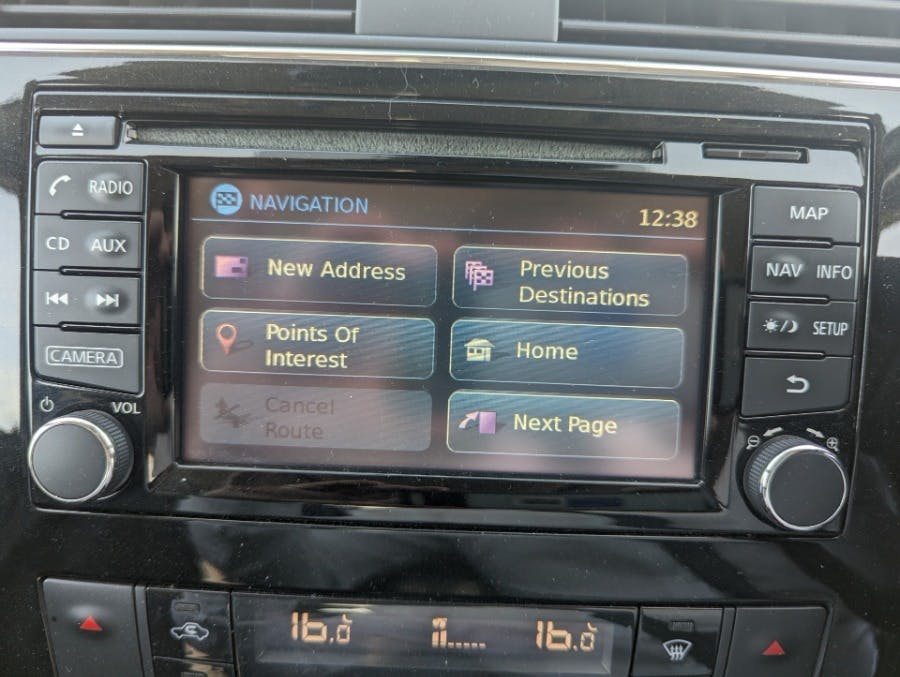 RADIO
CD AUX
CAMERA
VOL
NAVIGATION
12:38
New Address
Previous
Destinations
Points Of
Interest
Home
Cancel
Route
Next Page
MAP
NAV INFO
SETUP
16.0
16.0